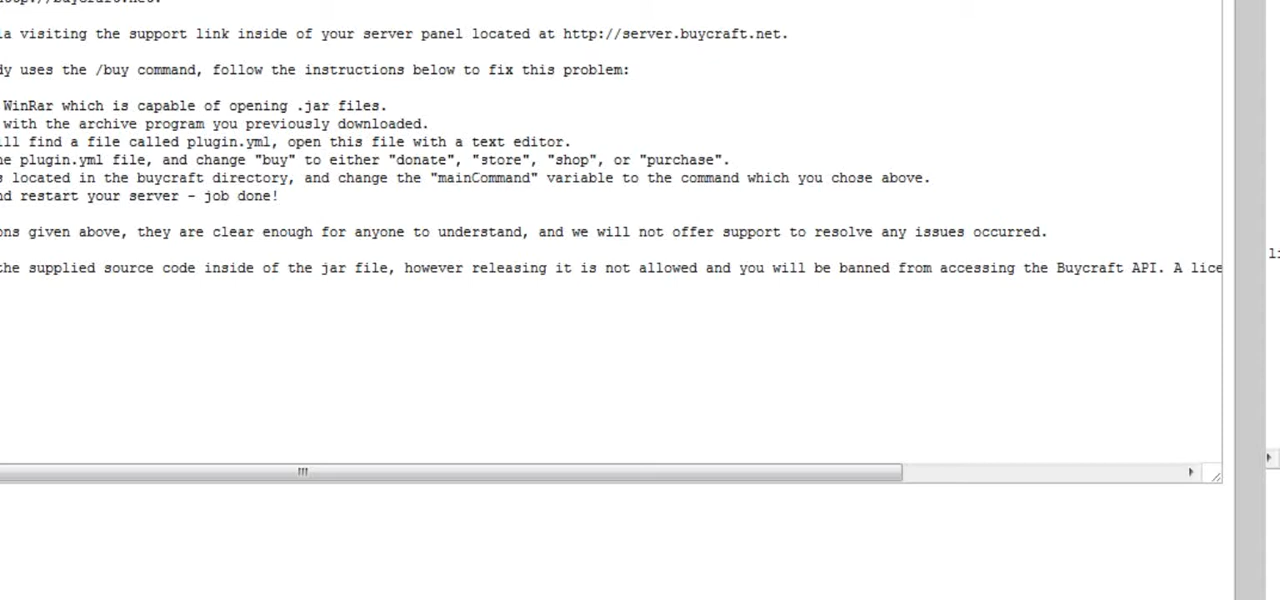 a visiting the support link inside of your server panel located at http://server.buycraft.net.
dy uses the /buy command, follow the instructions below to fix this problem:
WinRar which is capable of opening .jar files.
with the archive program you previously downloaded.
ll find a file called plugin.yml, open this file with a text editor.
e plugin.yml file, and change "buy" to either "donate", "store", "shop", or "purchase".
s located in the buycraft directory, and change the "mainCommand" variable to the command which you chose above.
nd restart your server - job done!
ons given above, they are clear enough for anyone to understand, and we will not offer support to resolve any issues occurred.
the supplied source code inside of the jar file, however releasing it is not allowed and you will be banned from accessing the Buycraft API. A lice